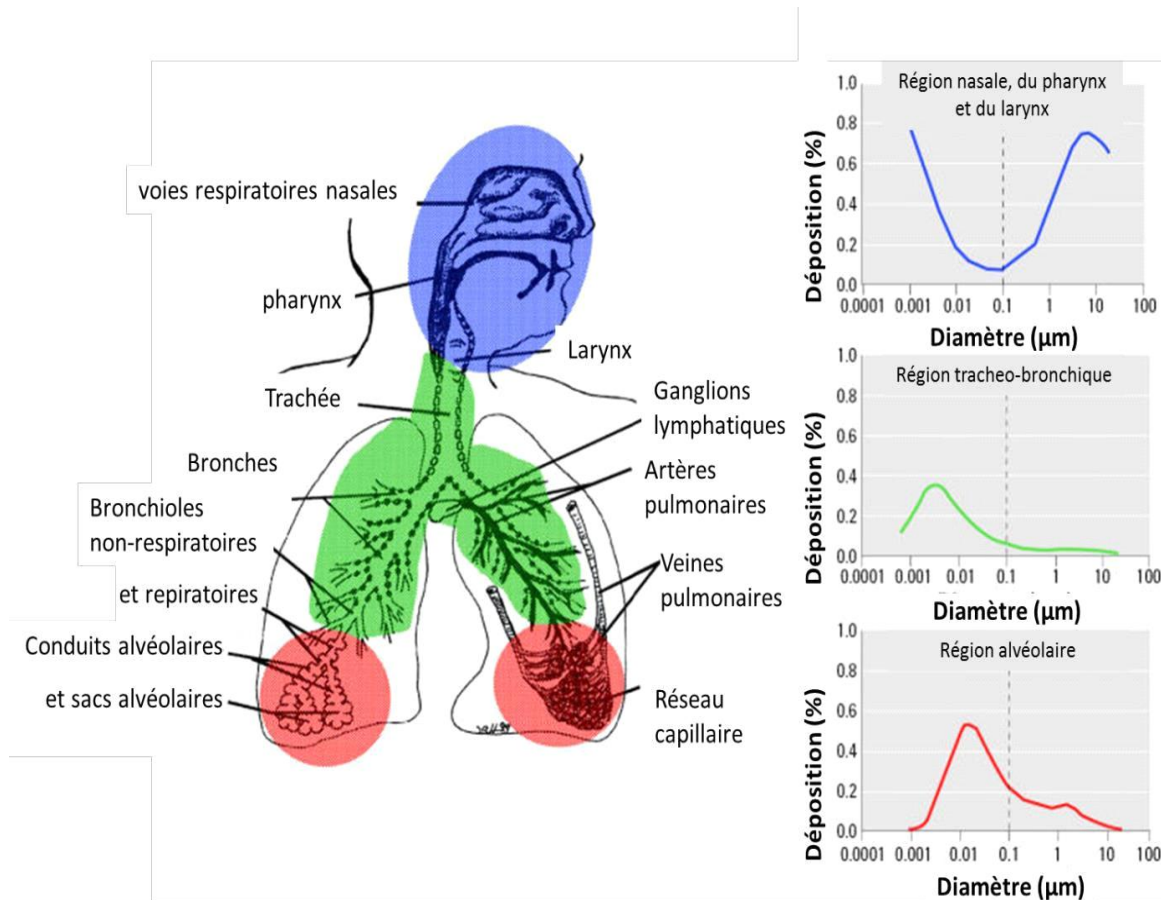 voies respiratoires nasales
pharynx
Larynx
Trachée
Ganglions
lymphatiques
Bronches
Artères
pulmonaires
Bronchioles
non-respiratoires
et repiratoires
Veines
pulmonaires
Conduits alvéolaires
et sacs alvéolaires
Réseau
capillaire
Région nasale, du pharynx
et du larynx
Déposition (%)
1.0
0.8
0.6
0.4
0.2
0.0
0.0001 0.001 0.01 0.1 1 10 100
Diamètre (µm)
Région tracheo-bronchique
Déposition (%)
1.0
0.8
0.6
0.4
0.2
0.0
0.0001 0.001 0.01 0.1 1 10 100
Diamètre (µm)
Région alvéolaire
Déposition (%)
1.0
0.8
0.6
0.4
0.2
0.0
0.0001 0.001 0.01 0.1 1 10 100
Diamètre (µm)